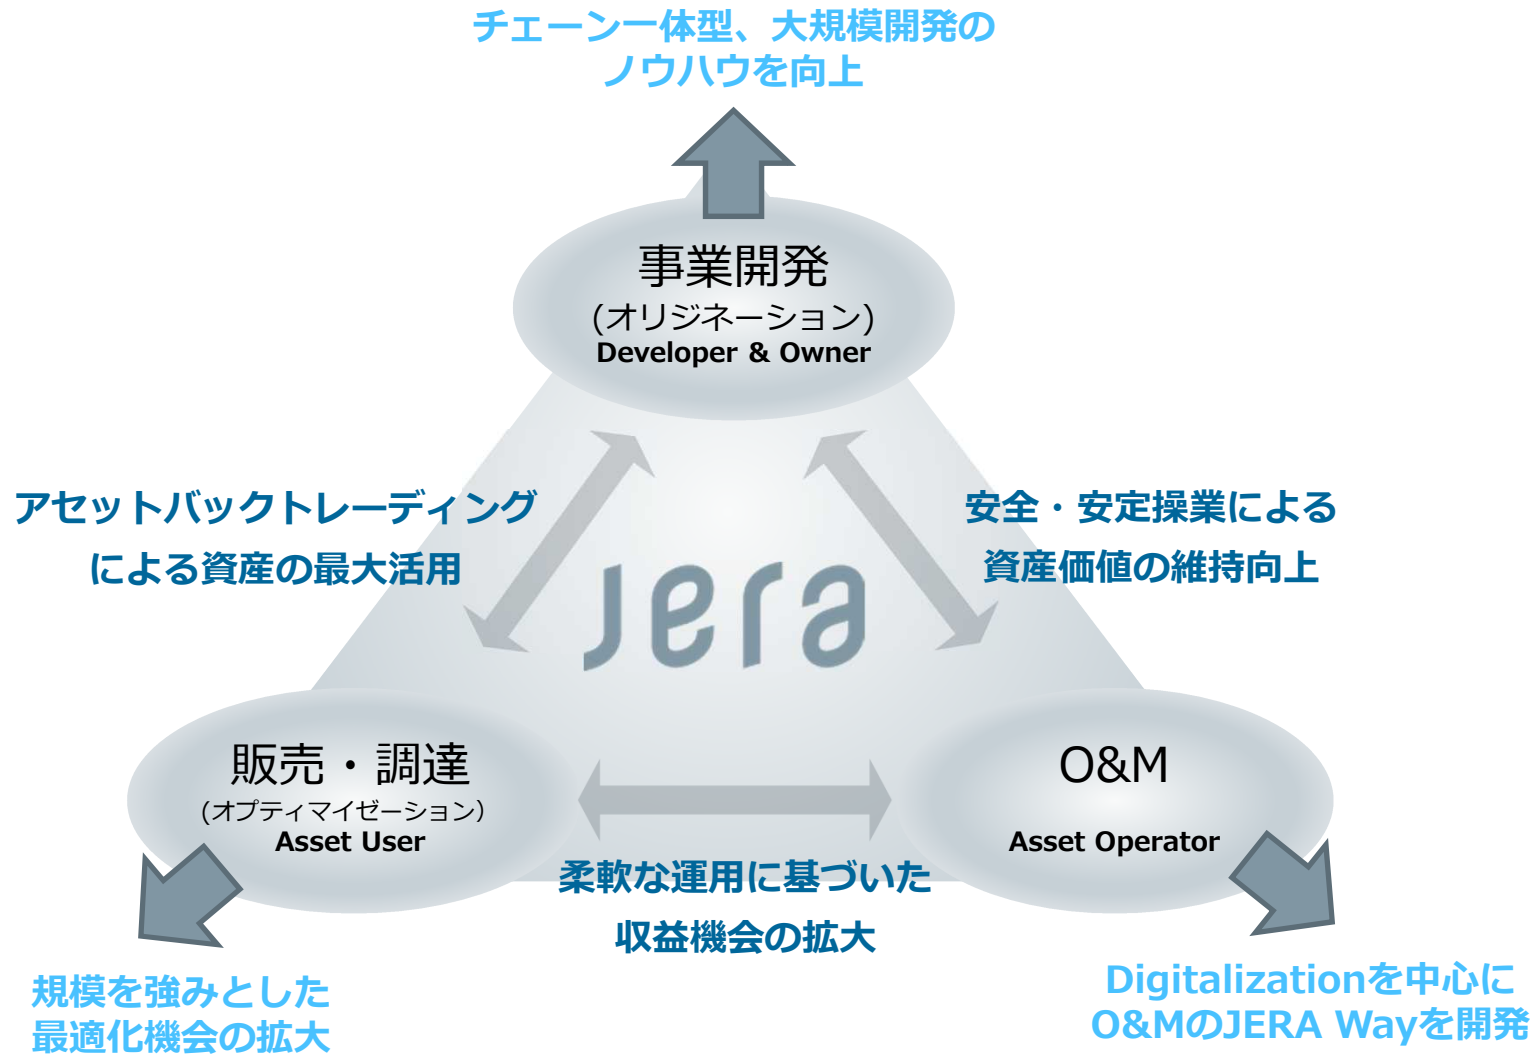 チェーン一体型、大規模開発の
ノウハウを向上
事業開発
(オリジネーション)
Developer & Owner
アセットバックトレーディング
による資産の最大活用
安全・安定操業による
資産価値の維持向上
Jera
販売・調達
(オプティマイゼーション)
Asset User
O&M
Asset Operator
柔軟な運用に基づいた
収益機会の拡大
規模を強みとした
最適化機会の拡大
Digitalizationを中心に
O&MのJERA Wayを開発